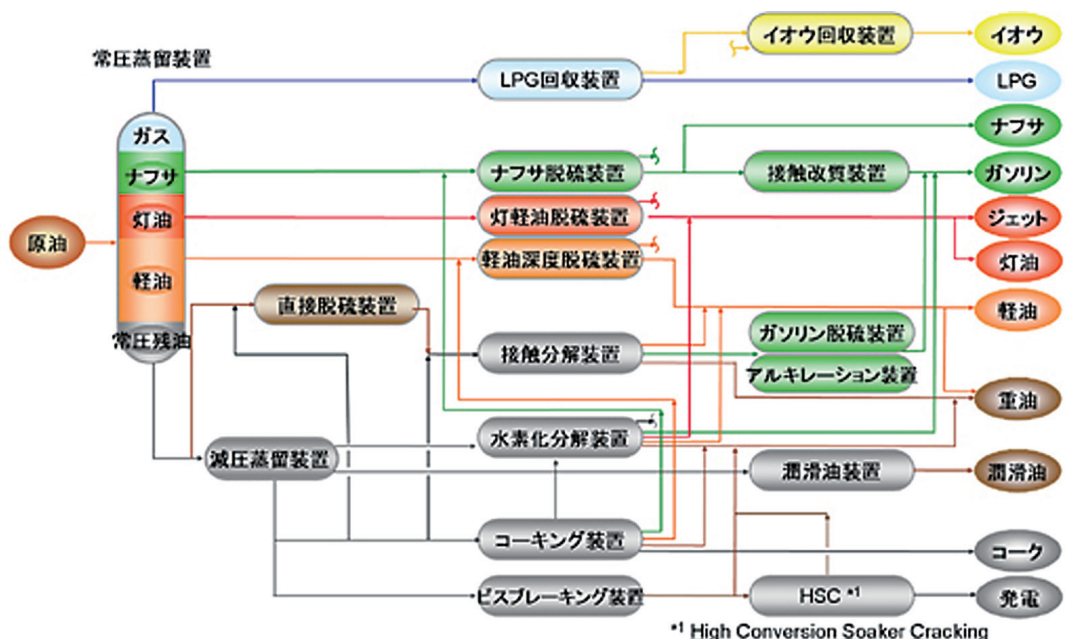 常圧蒸留装置
イオウ回収装置
イオウ
LPG回収装置
LPG
ガス
ナフサ
ナフサ
ナフサ脱硫装置
接触改質装置
ガソリン
原油
灯油
灯軽油脱硫装置
ジェット
軽油
軽油深度脱硫装置
灯油
直接脱硫装置
軽油
常圧残油
接触分解装置
ガソリン脱硫装置
アルキレーション装置
重油
水素化分解装置
減圧蒸留装置
潤滑油装置
潤滑油
コーキング装置
コーク
ビスブレーキング装置
HSC *1
発電
*1 High Conversion Soaker Cracking